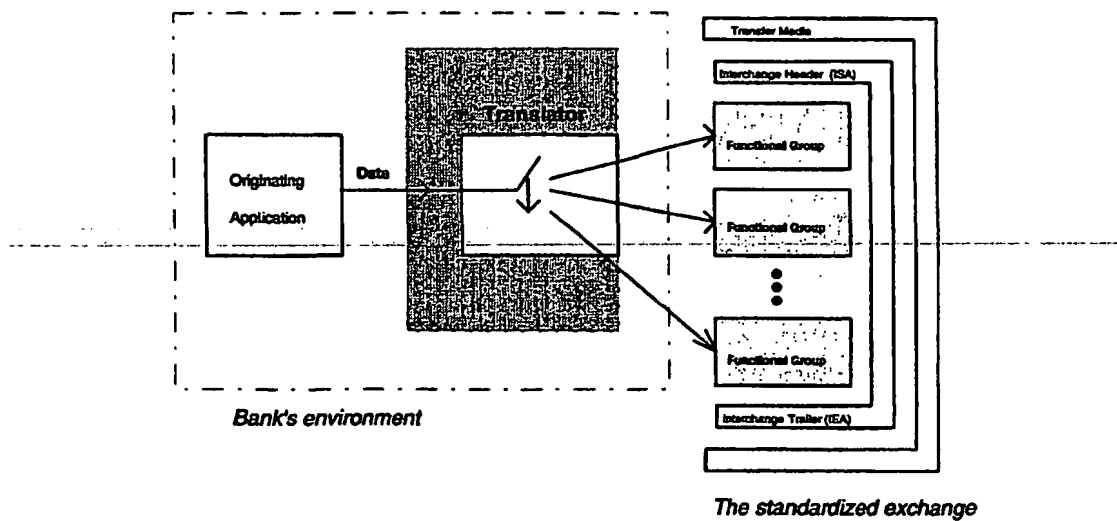 Transfer Media
Interchange Header (ISA)
Translator
Functional Group
Originating
Application
Data
Functional Group
Functional Group
Interchange Trailer (IEA)
Bank's environment
The standardized exchange